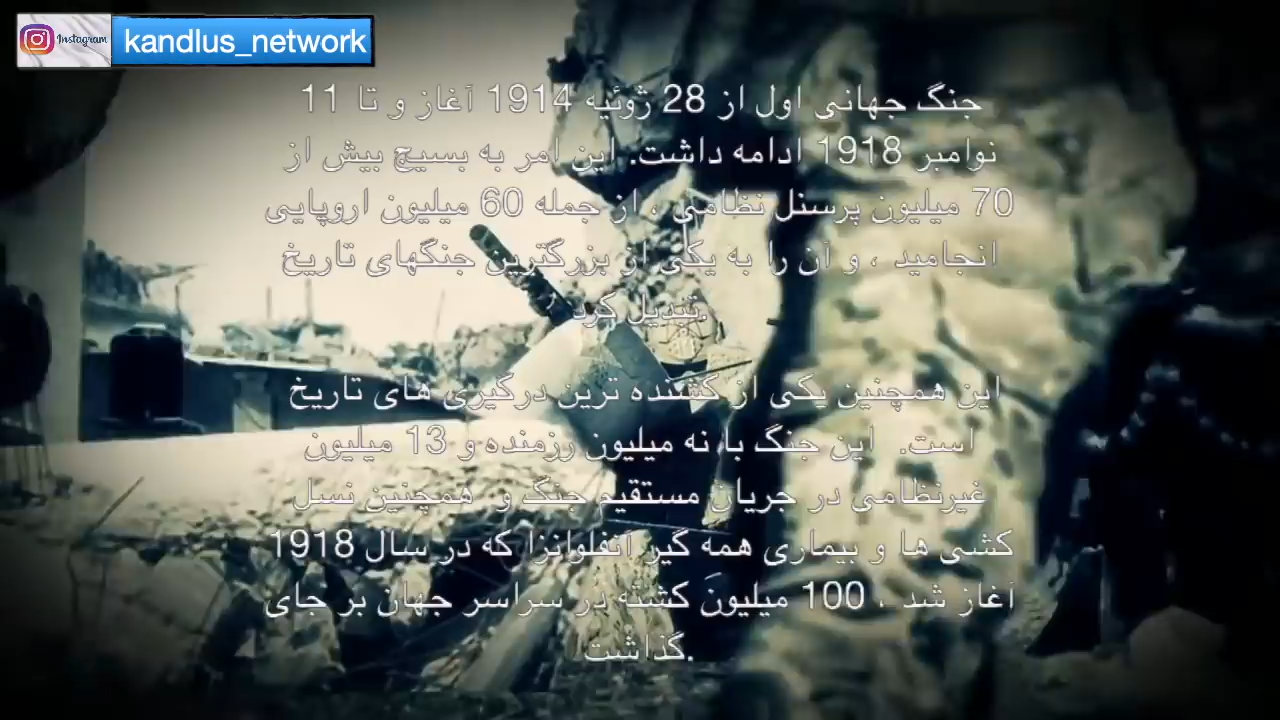 Instagram
kandlus_network
جنگ جهانی اول از 28 ژوئیه 1914 آغاز و تا 11
نوامبر 1918 ادامه داشت. این امر به بسیج بیش از
70 میلیون پرسنل نظامی ، از جمله 60 میلیون اروپایی
انجامید ، و آن را به یکی از بزرگترین جنگهای تاریخ
تبدیل کرد.
این همچنین یکی از کشنده ترین درگیری های تاریخ
است. این جنگ با نه میلیون رزمنده و 13 میلیون
غیرنظامی در جریان مستقیم جنگ و همچنین نسل
کشی ها و بیماری همه گیر آنفلوانزا که در سال 1918
آغاز شد ، 100 میلیون کشته در سراسر جهان بر جای
گذاشت.